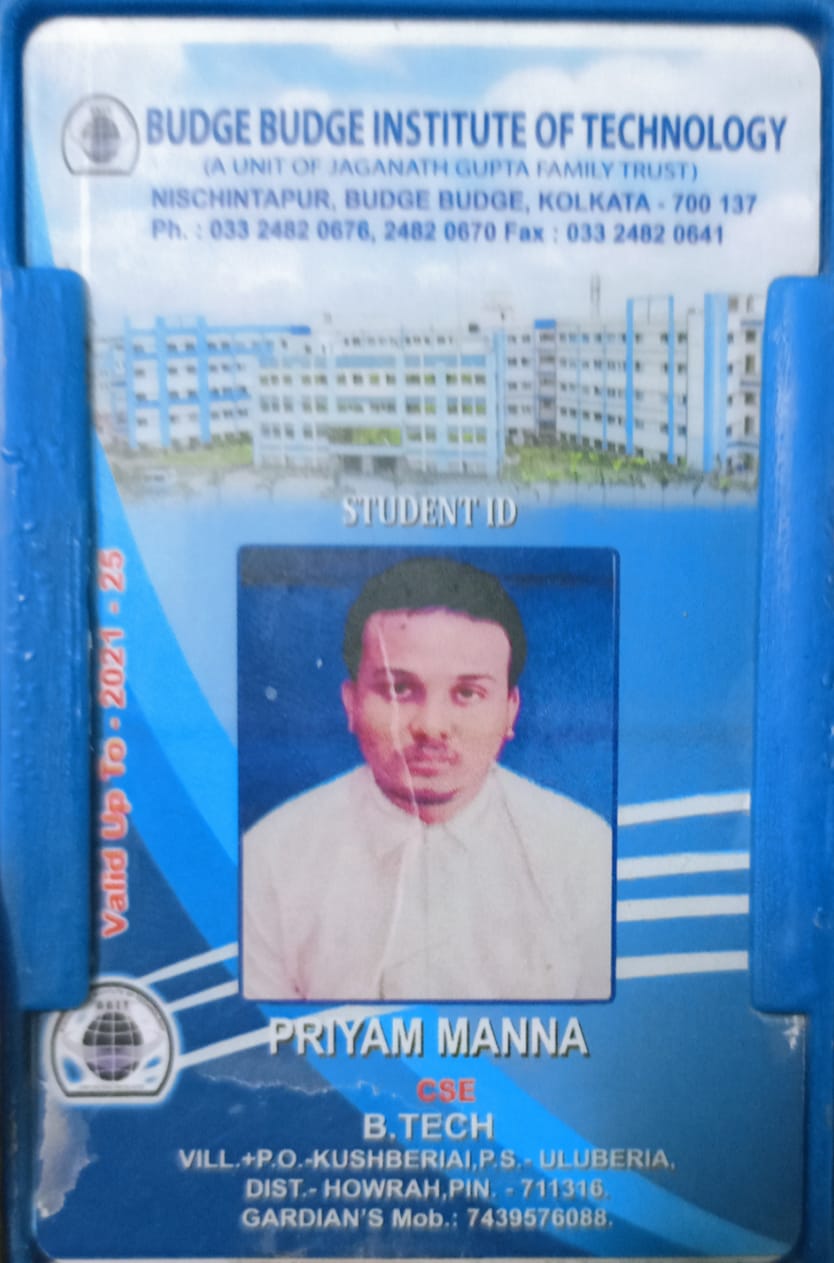 BUDGE BUDGE INSTITUTE OF TECHNOLOGY
(A UNIT OF JAGANATH GUPTA FAMILY TRUST)
NISCHINTAPUR, BUDGE BUDGE, KOLKATA - 700 137
Ph. : 033 2482 0676, 2482 0670 Fax : 033 2482 0641
STUDENT ID
Valid Up To - 2021 - 25
BBIT
PRIYAM MANNA
CSE
B.TECH
VILL.+P.O.-KUSHBERIAI,P.S.- ULUBERIA,
DIST.- HOWRAH,PIN. - 711316.
GARDIAN'S Mob.: 7439576088.